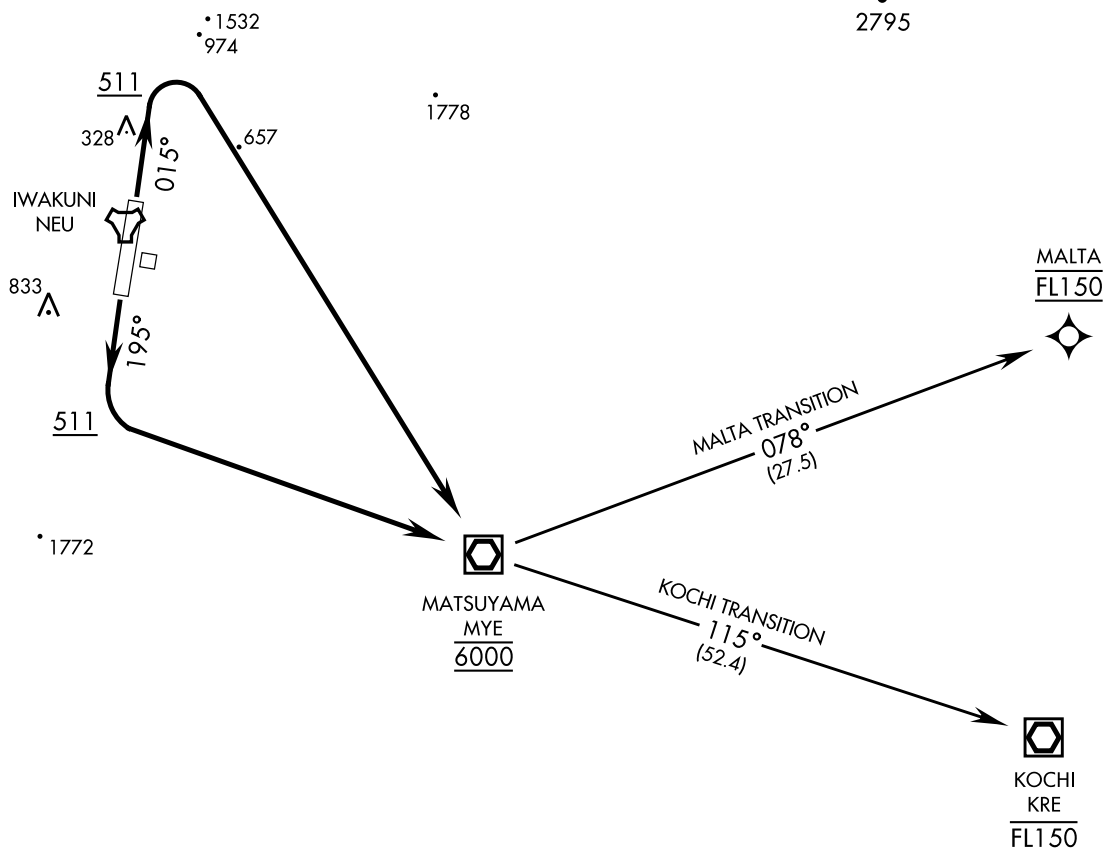 1532
974
2795
511
1778
328
657
015°
IWAKUNI
NEU
833
195°
MALTA
FL150
511
MALTA TRANSITION
078°
(27.5)
1772
MATSUYAMA
MYE
6000
KOCHI TRANSITION
115°
(52.4)
KOCHI
KRE
FL150